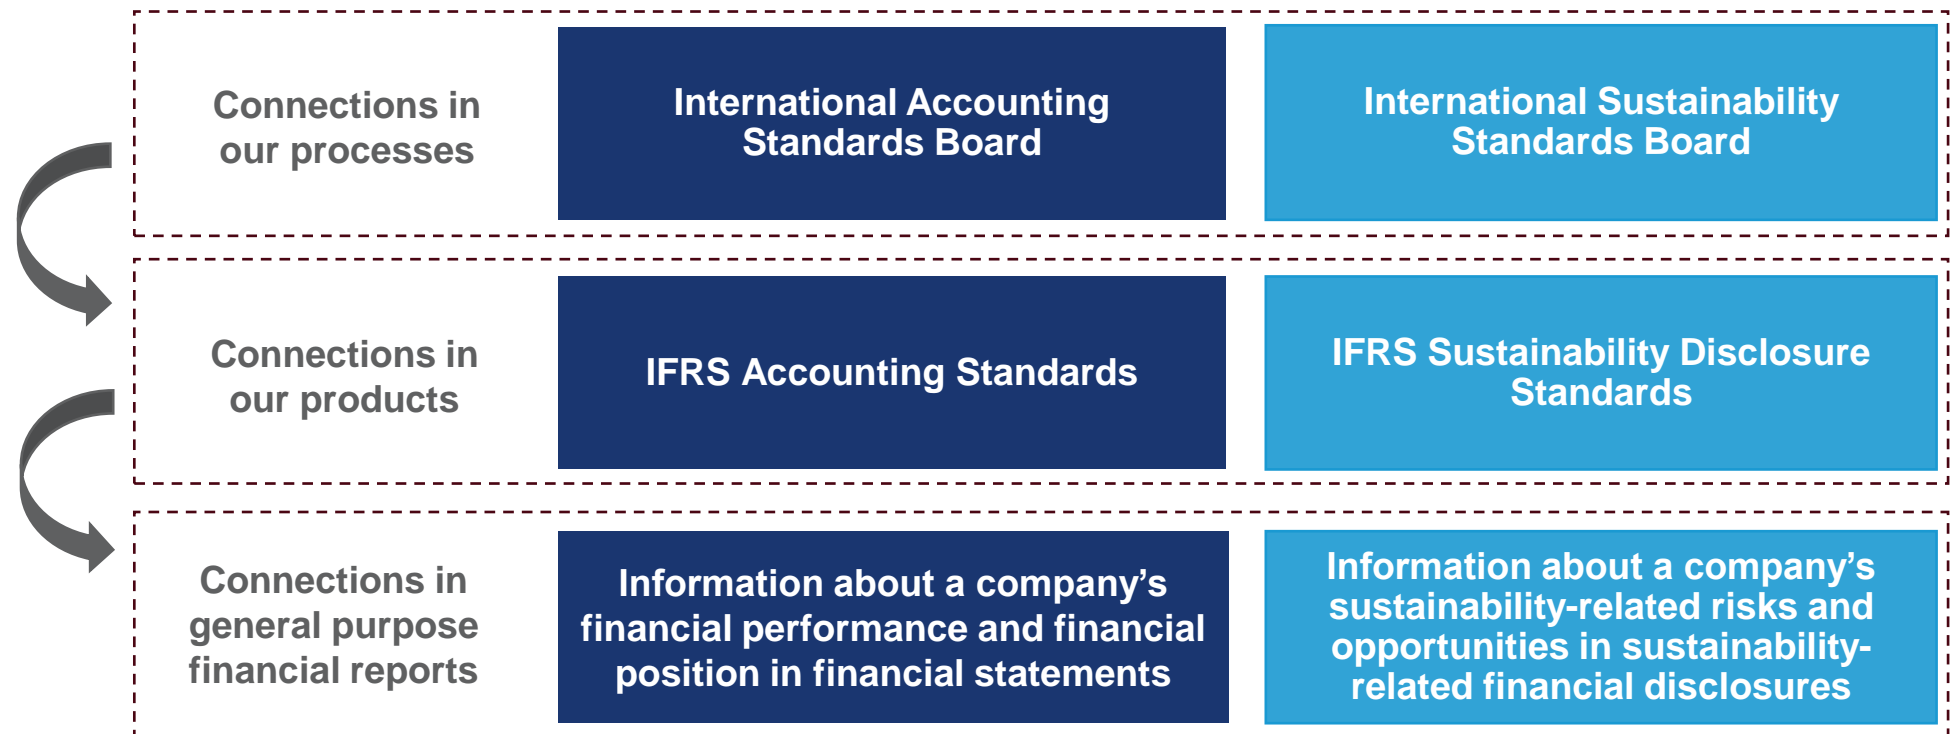 Connections in
our processes
International Accounting
Standards Board
International Sustainability
Standards Board
Connections in
our products
IFRS Accounting Standards
IFRS Sustainability Disclosure
Standards
Connections in
general purpose
financial reports
Information about a company’s
financial performance and financial
position in financial statements
Information about a company’s
sustainability-related risks and
opportunities in sustainability-
related financial disclosures